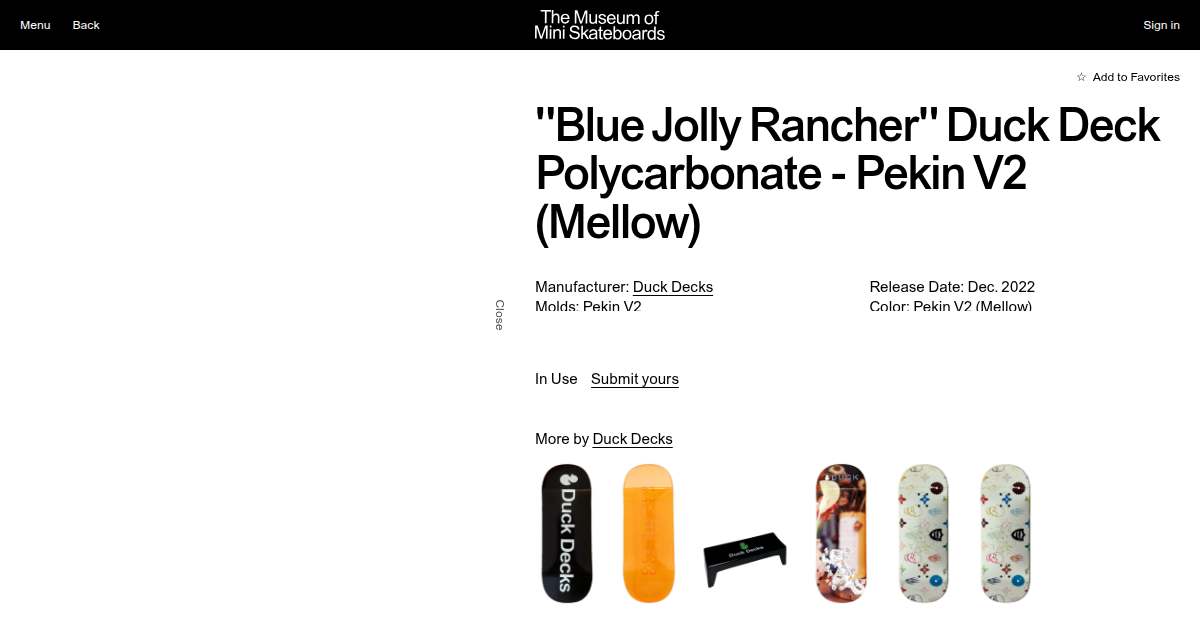 Menu
Back
The Museum of
Mini Skateboards
Sign in
☆ Add to Favorites
"Blue Jolly Rancher" Duck Deck
Polycarbonate - Pekin V2
(Mellow)
Manufacturer: Duck Decks
Release Date: Dec. 2022
Molds: Pekin V2
Color: Pekin V2 (Mellow)
Close
In Use Submit yours
More by Duck Decks
Duck Decks
Duck Decks
DUCK